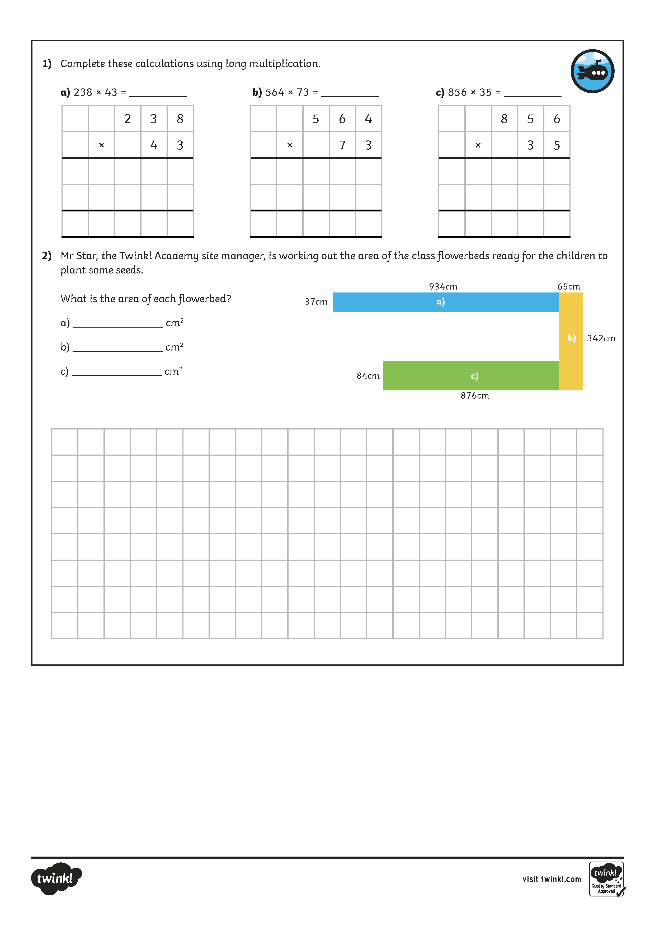 1) Complete these calculations using long multiplication.
a) 238 × 43 = __________ b) 564 × 73 = __________ c) 856 × 35 = __________
2 3 8 5 6 4 8 5 6
× 4 3 × 7 3 × 3 5
2) Mr Star, the Twinkl Academy site manager, is working out the area of the class flowerbeds ready for the children to
plant some seeds.
What is the area of each flowerbed?
a) ________________ cm²
b) ________________ cm²
c) ________________ cm²
934cm 65cm
37cm a)
b) 342cm
84cm c)
876cm
twinkl
visit twinkl.com
twinkl
Quality Standard
Approved